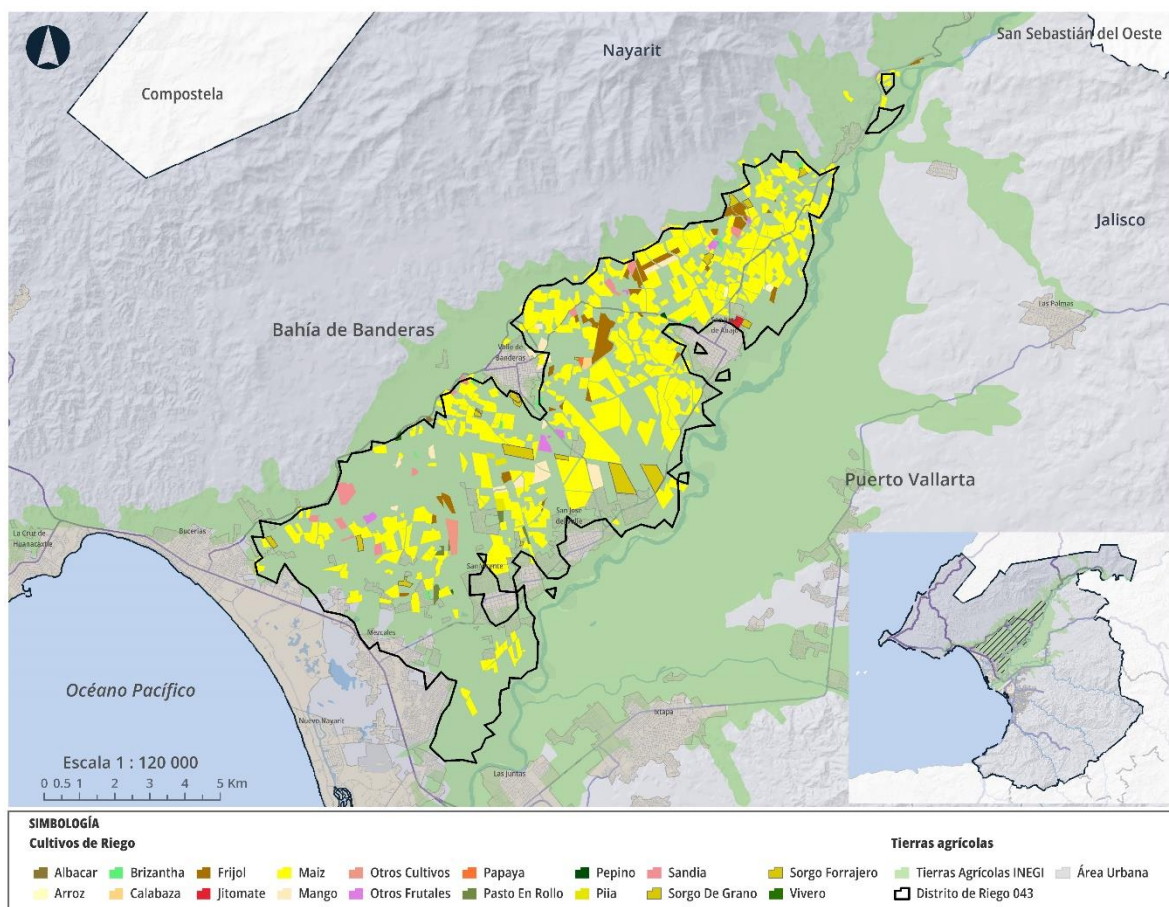 Nayarit
San Sebastián del Oeste
Compostela
Jalisco
Las Palmas
Bahía de Banderas
Valle de
Banderas
de Abajo
Puerto Vallarta
San José
del Valle
La Cruz de
Huanacaxtle
Bucerías
San Vicente
Mezcales
Océano Pacífico
Nuevo Nayarit
Ixtapa
Las Juntas
Escala 1 : 120 000
0 0.5 1 2 3 4 5 Km
SIMBOLOGÍA
Cultivos de Riego
Tierras agrícolas
Albacar Brizantha Frijol Maiz Otros Cultivos Papaya Pepino Sandia Sorgo Forrajero Tierras Agrícolas INEGI Área Urbana
Arroz Calabaza Jitomate Mango Otros Frutales Pasto En Rollo Piia Sorgo De Grano Vivero Distrito de Riego 043